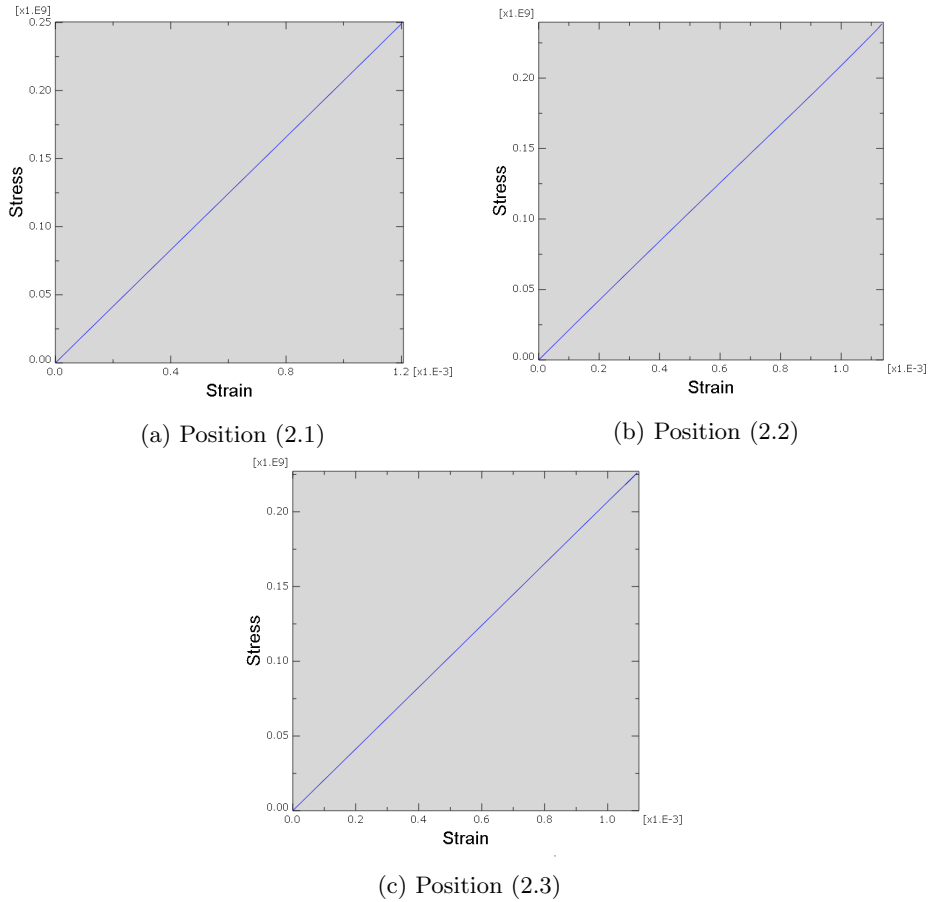 [x1.E9]
0.25
0.20
0.15
0.10
0.05
0.00
Stress
0.0 0.4 0.8 1.2 [x1.E-3]
Strain
(a) Position (2.1)
[x1.E9]
0.20
0.15
0.10
0.05
0.00
Stress
0.0 0.2 0.4 0.6 0.8 1.0 [x1.E-3]
Strain
(b) Position (2.2)
[x1.E9]
0.20
0.15
0.10
0.05
0.00
Stress
0.0 0.2 0.4 0.6 0.8 1.0 [x1.E-3]
Strain
(c) Position (2.3)